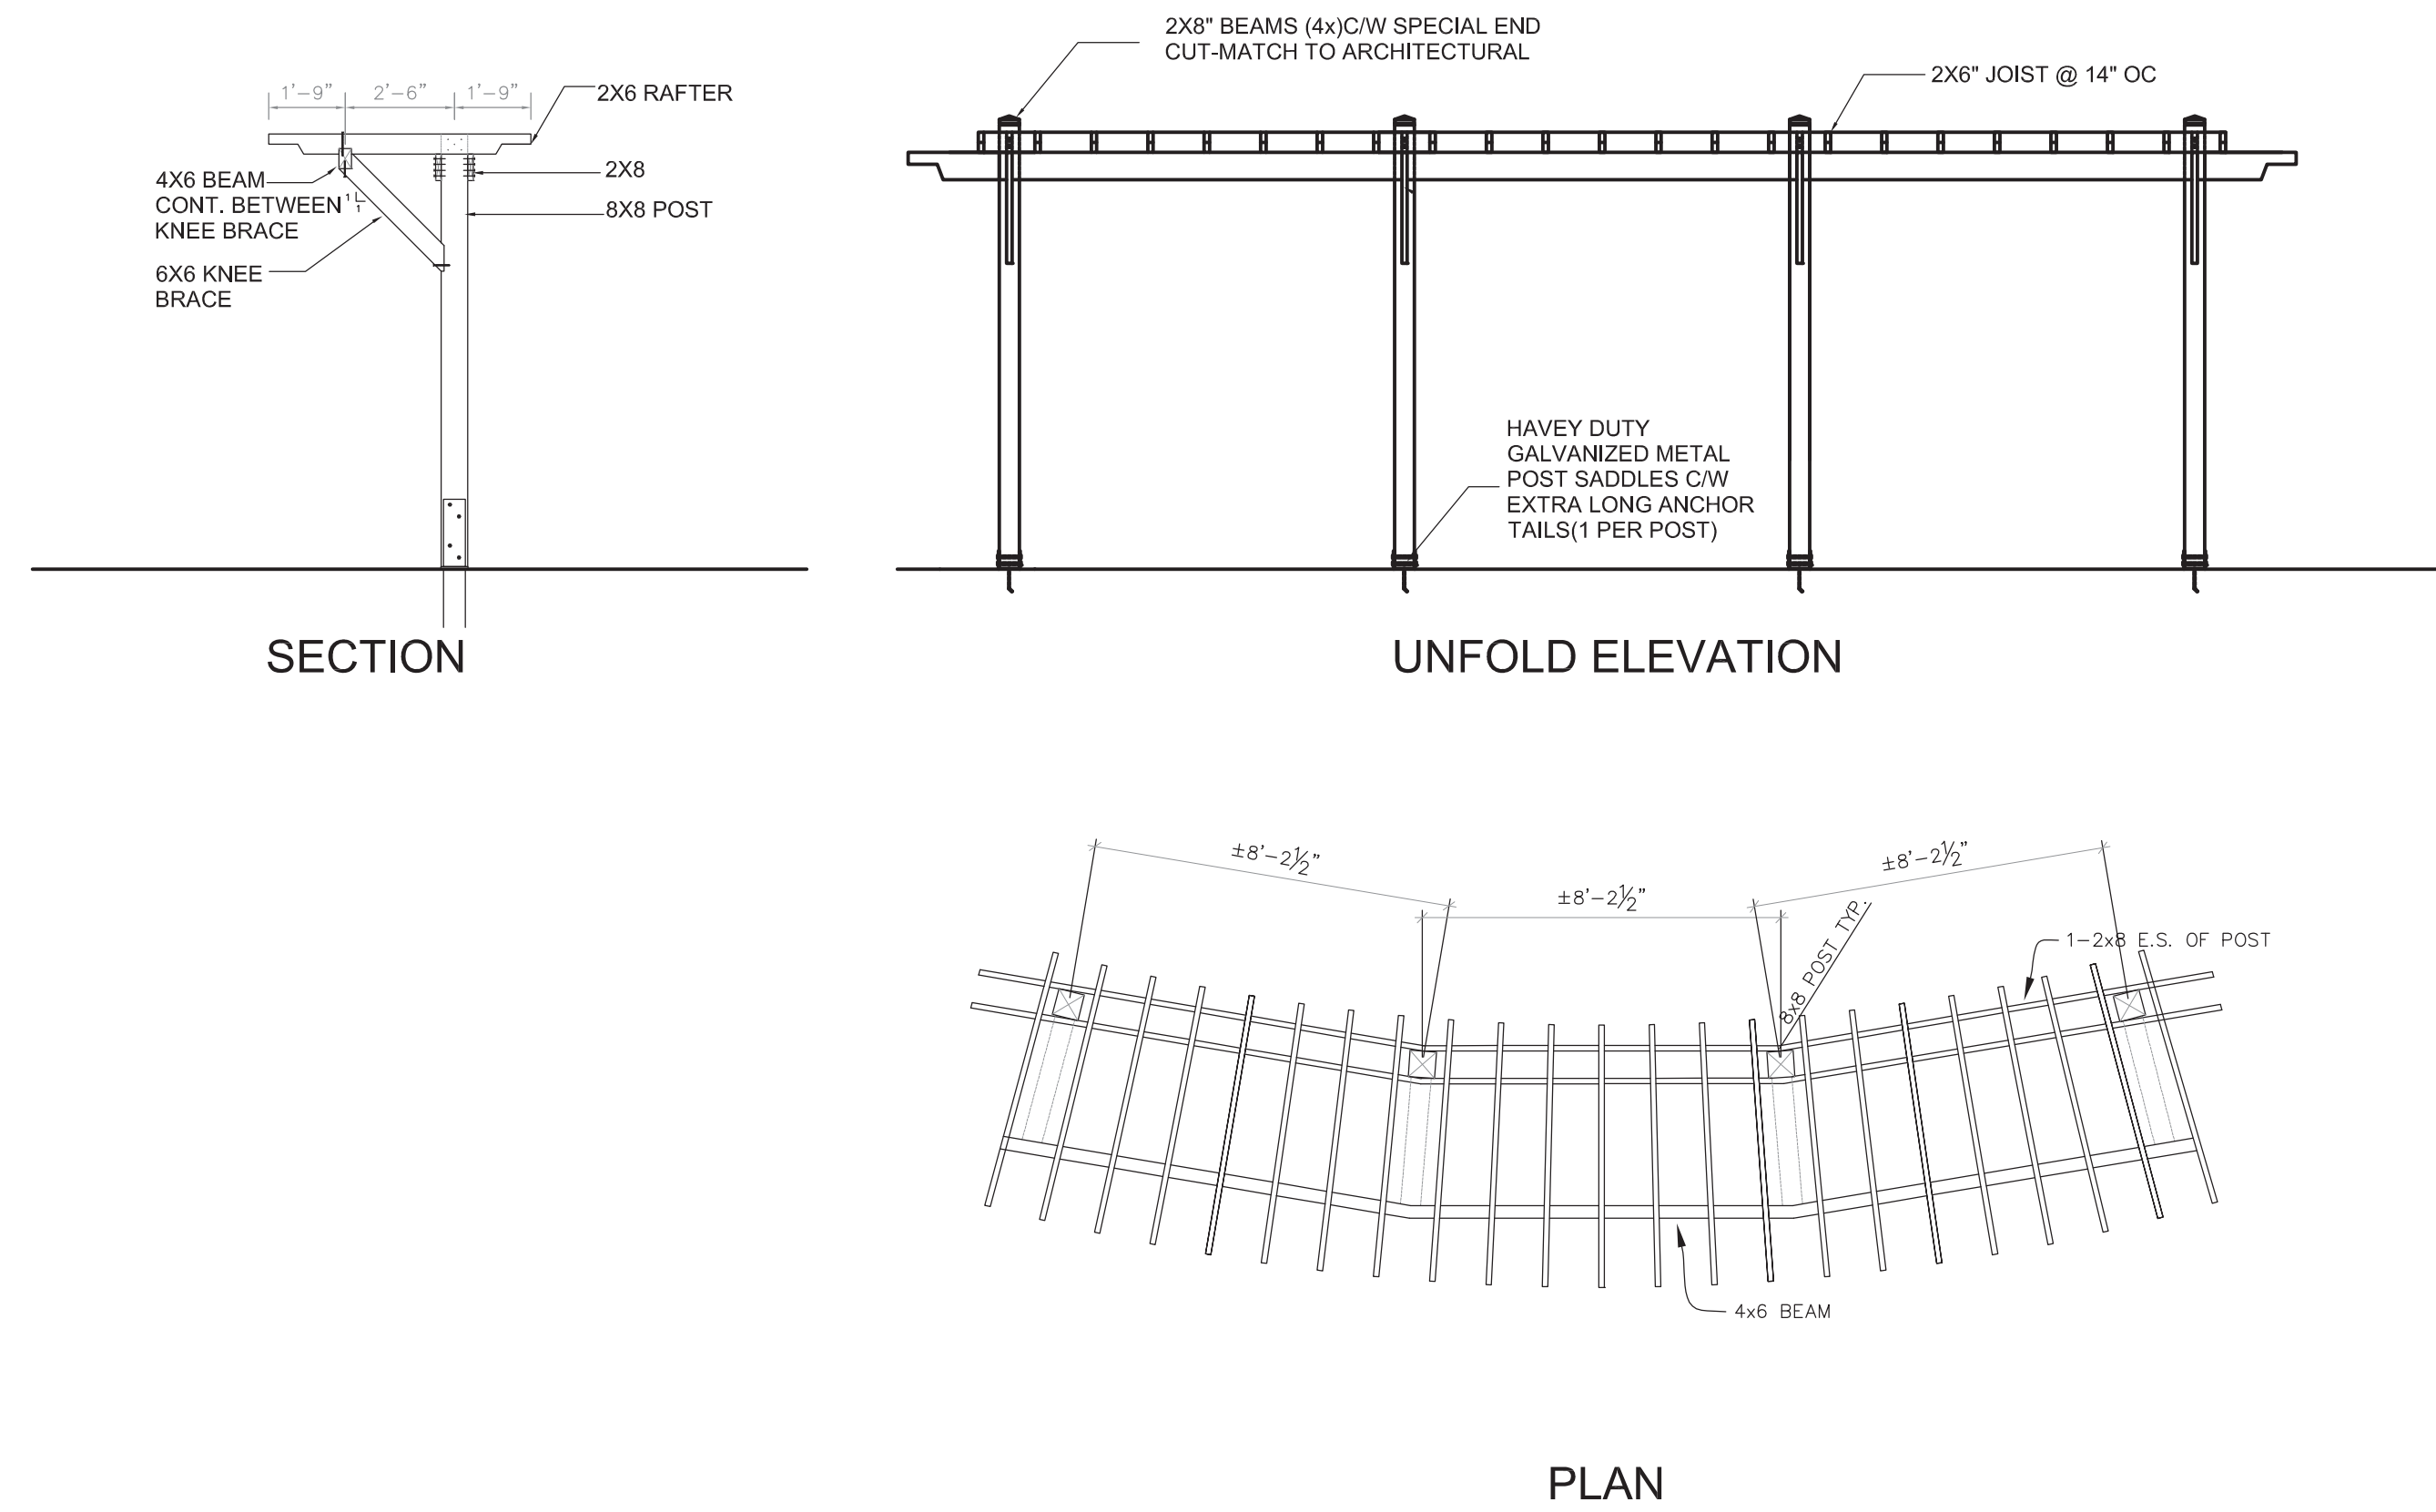 2X8" BEAMS (4x)C/W SPECIAL END
CUT-MATCH TO ARCHITECTURAL
2X6" JOIST @ 14" OC
1'-9"
2'-6"
1'-9"
2X6 RAFTER
4X6 BEAM
CONT. BETWEEN
KNEE BRACE
1
1
2X8
8X8 POST
6X6 KNEE
BRACE
HAVEY DUTY
GALVANIZED METAL
POST SADDLES C/W
EXTRA LONG ANCHOR
TAILS(1 PER POST)
SECTION
UNFOLD ELEVATION
±8'-2½"
±8'-2½"
±8'-2½"
8x8 POST TYP.
1-2x8 E.S. OF POST
4x6 BEAM
PLAN